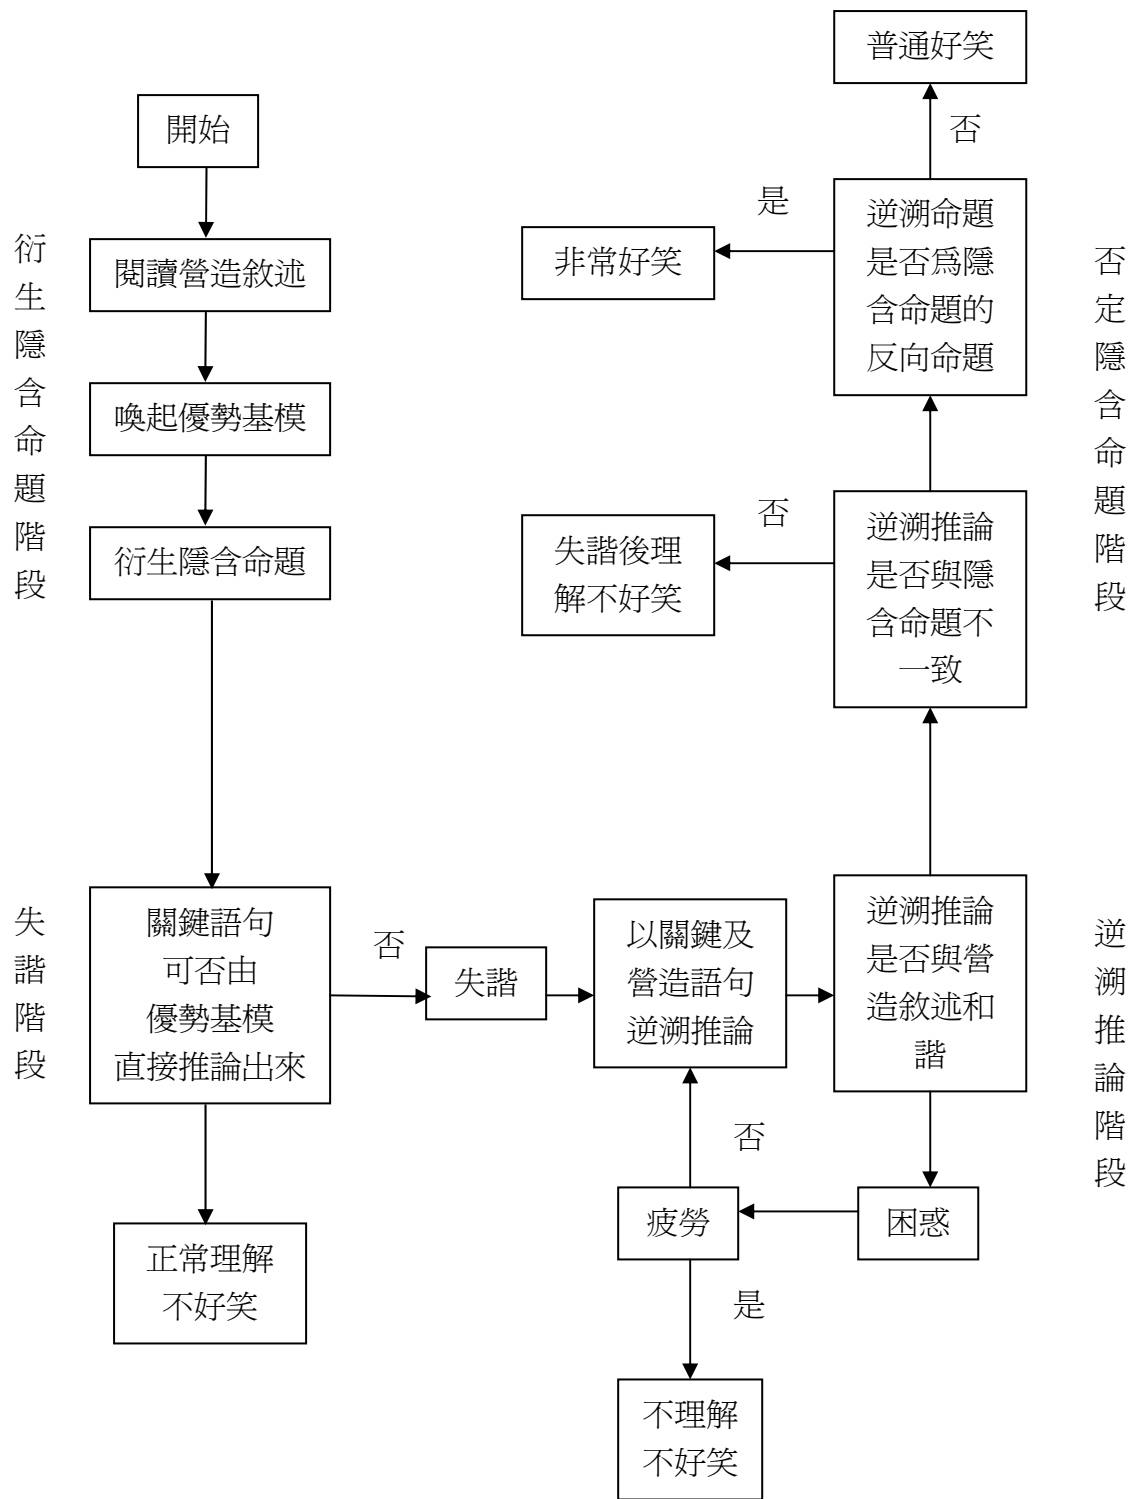 衍生隱含命題階段
開始
閱讀營造敘述
喚起優勢基模
衍生隱含命題
失諧階段
關鍵語句
可否由
優勢基模
直接推論出來
正常理解
不好笑
否
失諧
以關鍵及
營造語句
逆溯推論
逆溯推論
是否與營
造敘述和
諧
逆溯推論階段
困惑
疲勞
否
是
不理解
不好笑
逆溯推論
是否與隱
含命題不
一致
否
失諧後理
解不好笑
逆溯命題
是否爲隱
含命題的
反向命題
是
非常好笑
否
普通好笑
否定隱含命題階段